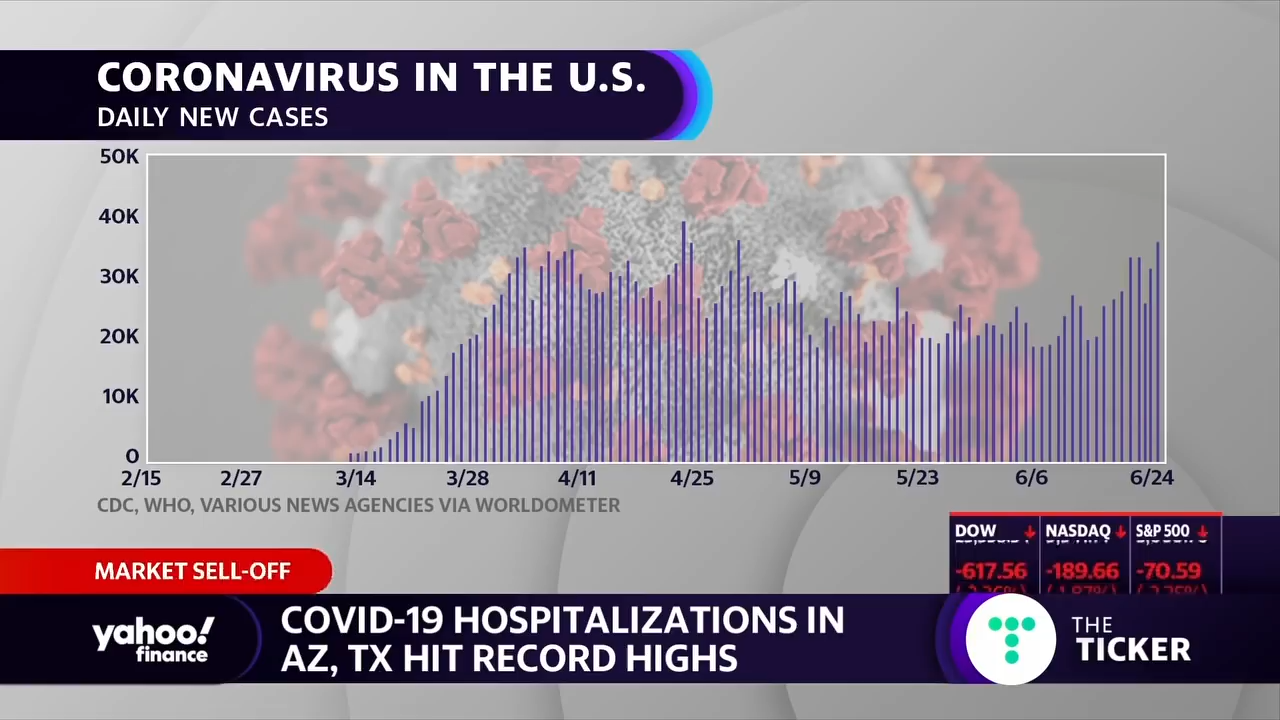 CORONAVIRUS IN THE U.S.
DAILY NEW CASES
50K
40K
30K
20K
10K
0
2/15 2/27 3/14 3/28 4/11 4/25 5/9 5/23 6/6 6/24
CDC, WHO, VARIOUS NEWS AGENCIES VIA WORLDOMETER
DOW NASDAQ S&P 500
-617.56 -189.66 -70.59
MARKET SELL-OFF
yahoo!
finance
COVID-19 HOSPITALIZATIONS IN
AZ, TX HIT RECORD HIGHS
THE
TICKER